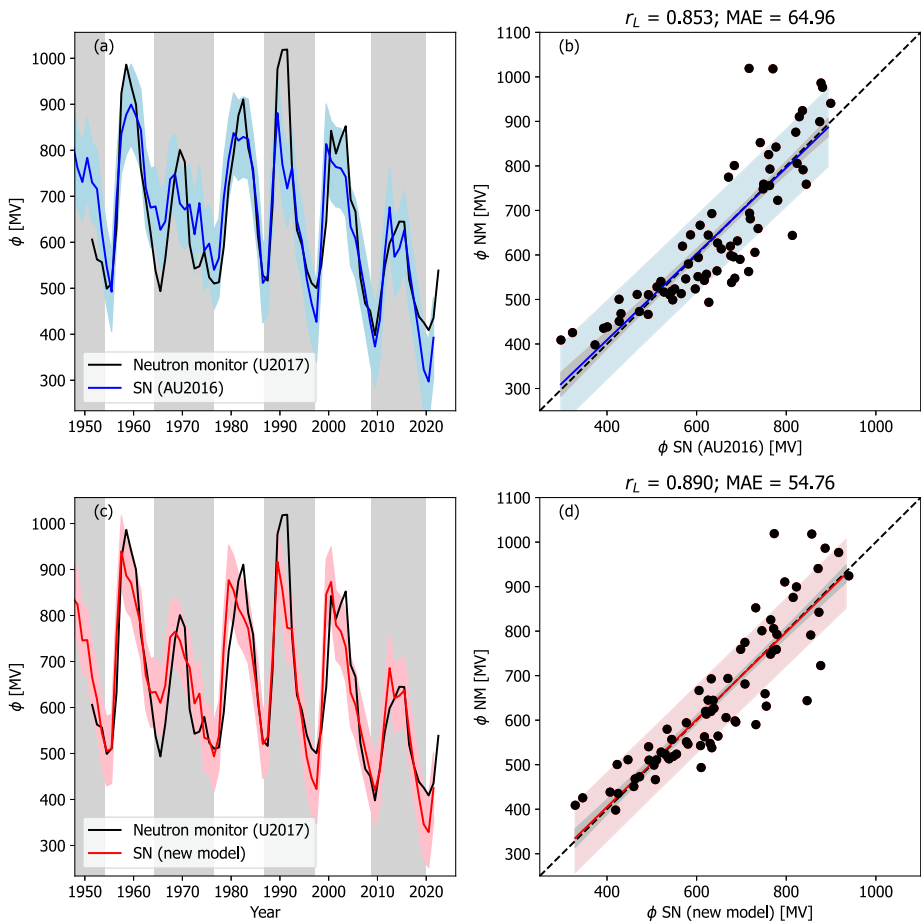 (a)
1000
900
800
700
600
500
400
300
ϕ [MV]
Neutron monitor (U2017)
SN (AU2016)
1950 1960 1970 1980 1990 2000 2010 2020
r_L = 0.853; MAE = 64.96
(b)
1100
1000
900
800
700
600
500
400
300
ϕ NM [MV]
400 600 800 1000
ϕ SN (AU2016) [MV]
(c)
1000
900
800
700
600
500
400
300
ϕ [MV]
Neutron monitor (U2017)
SN (new model)
1950 1960 1970 1980 1990 2000 2010 2020
Year
r_L = 0.890; MAE = 54.76
(d)
1100
1000
900
800
700
600
500
400
300
ϕ NM [MV]
400 600 800 1000
ϕ SN (new model) [MV]